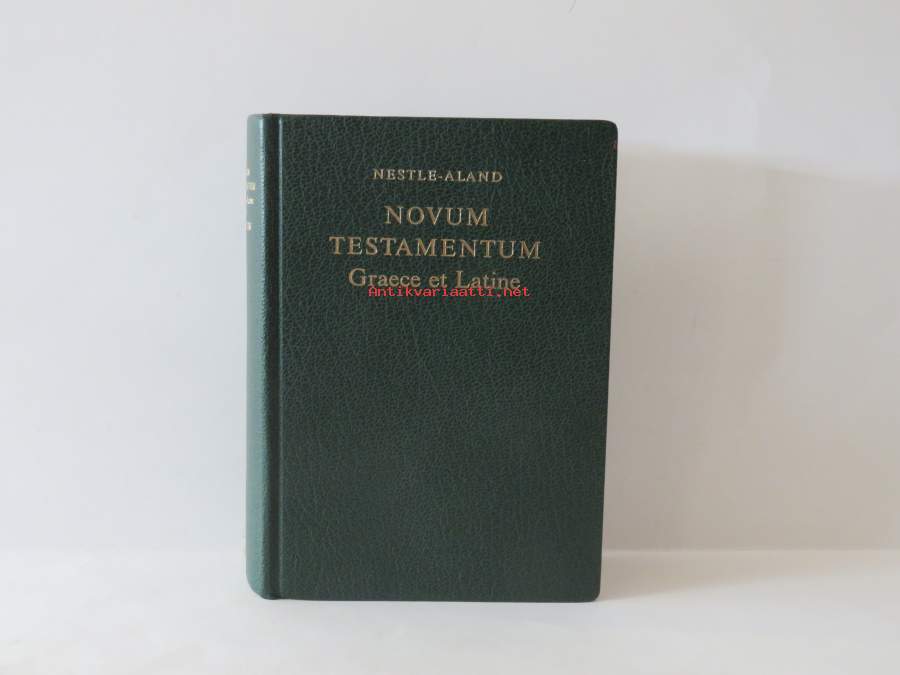 NESTLE-ALAND
NOVUM
TESTAMENTUM
Graece et Latine
Antikvariaatti.net